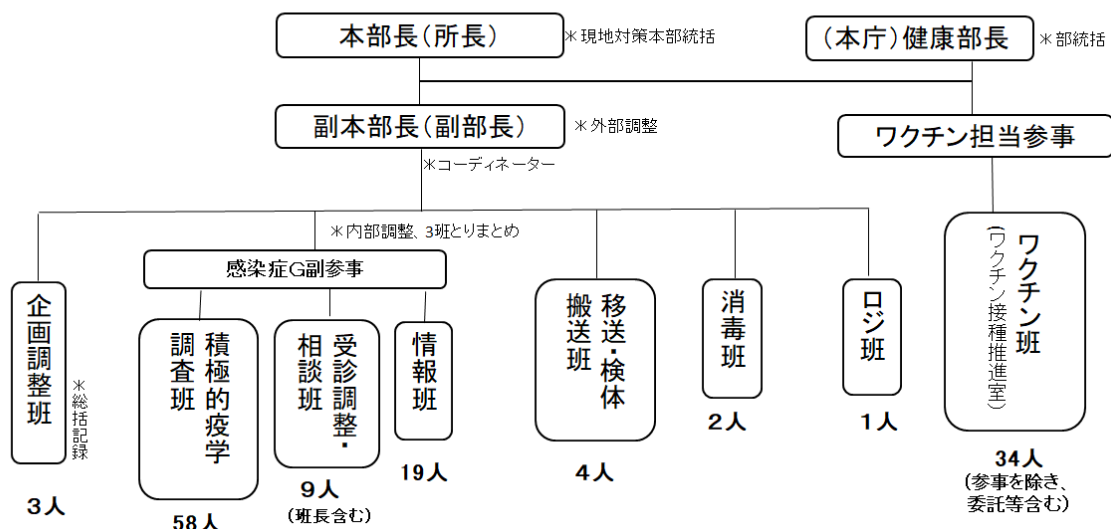 本部長(所長)
＊現地対策本部統括
(本庁)健康部長
＊部統括
副本部長(副部長)
＊外部調整
ワクチン担当参事
＊コーディネーター
＊内部調整、3班とりまとめ
感染症G副参事
企画調整班
＊総括記録
3人
積極的疫学
調査班
58人
受診調整・
相談班
9人
(班長含む)
情報班
19人
移送・検体
搬送班
4人
消毒班
2人
ロジ班
1人
ワクチン班
(ワクチン接種推進室)
34人
(参事を除き、
委託等含む)